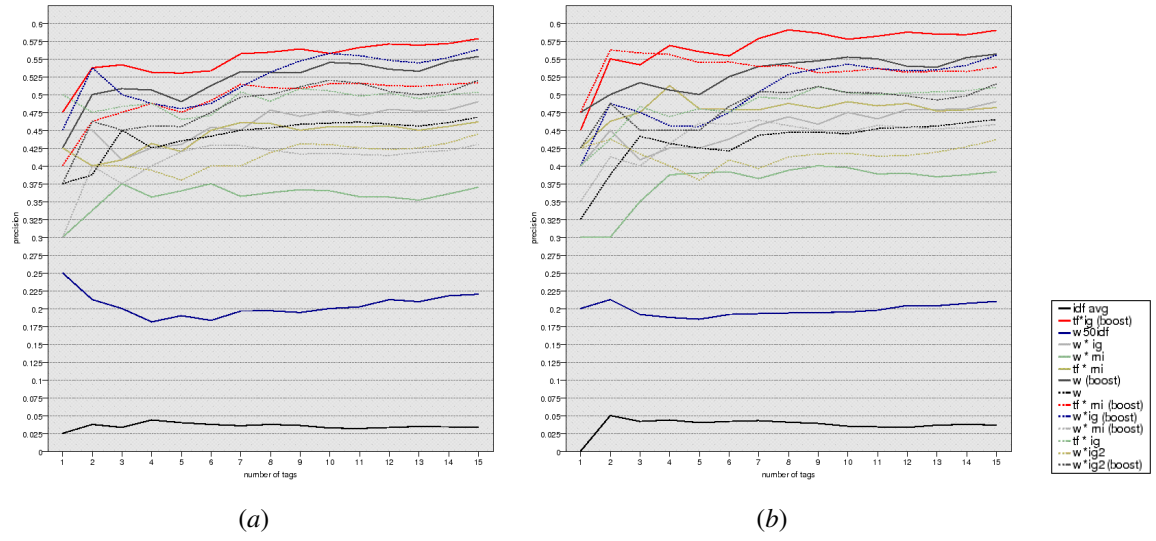 0.6
0.575
0.55
0.525
0.5
0.475
0.45
0.425
0.4
0.375
0.35
0.325
0.3
0.275
0.25
0.225
0.2
0.175
0.15
0.125
0.1
0.075
0.05
0.025
0
precision
1 2 3 4 5 6 7 8 9 10 11 12 13 14 15
number of tags
(a)
0.6
0.575
0.55
0.525
0.5
0.475
0.45
0.425
0.4
0.375
0.35
0.325
0.3
0.275
0.25
0.225
0.2
0.175
0.15
0.125
0.1
0.075
0.05
0.025
0
precision
1 2 3 4 5 6 7 8 9 10 11 12 13 14 15
number of tags
(b)
idf avg
tf*ig (boost)
w 50idf
w * ig
w * mi
tf * mi
w (boost)
w
tf * mi (boost)
w *ig (boost)
w * mi (boost)
tf * ig
w *ig2
w *ig2 (boost)